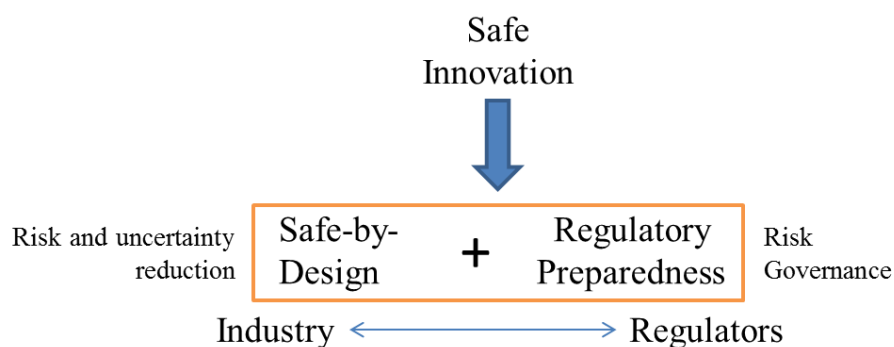 Safe
Innovation
Risk and uncertainty
reduction
Safe-by-
Design
+
Regulatory
Preparedness
Risk
Governance
Industry
Regulators